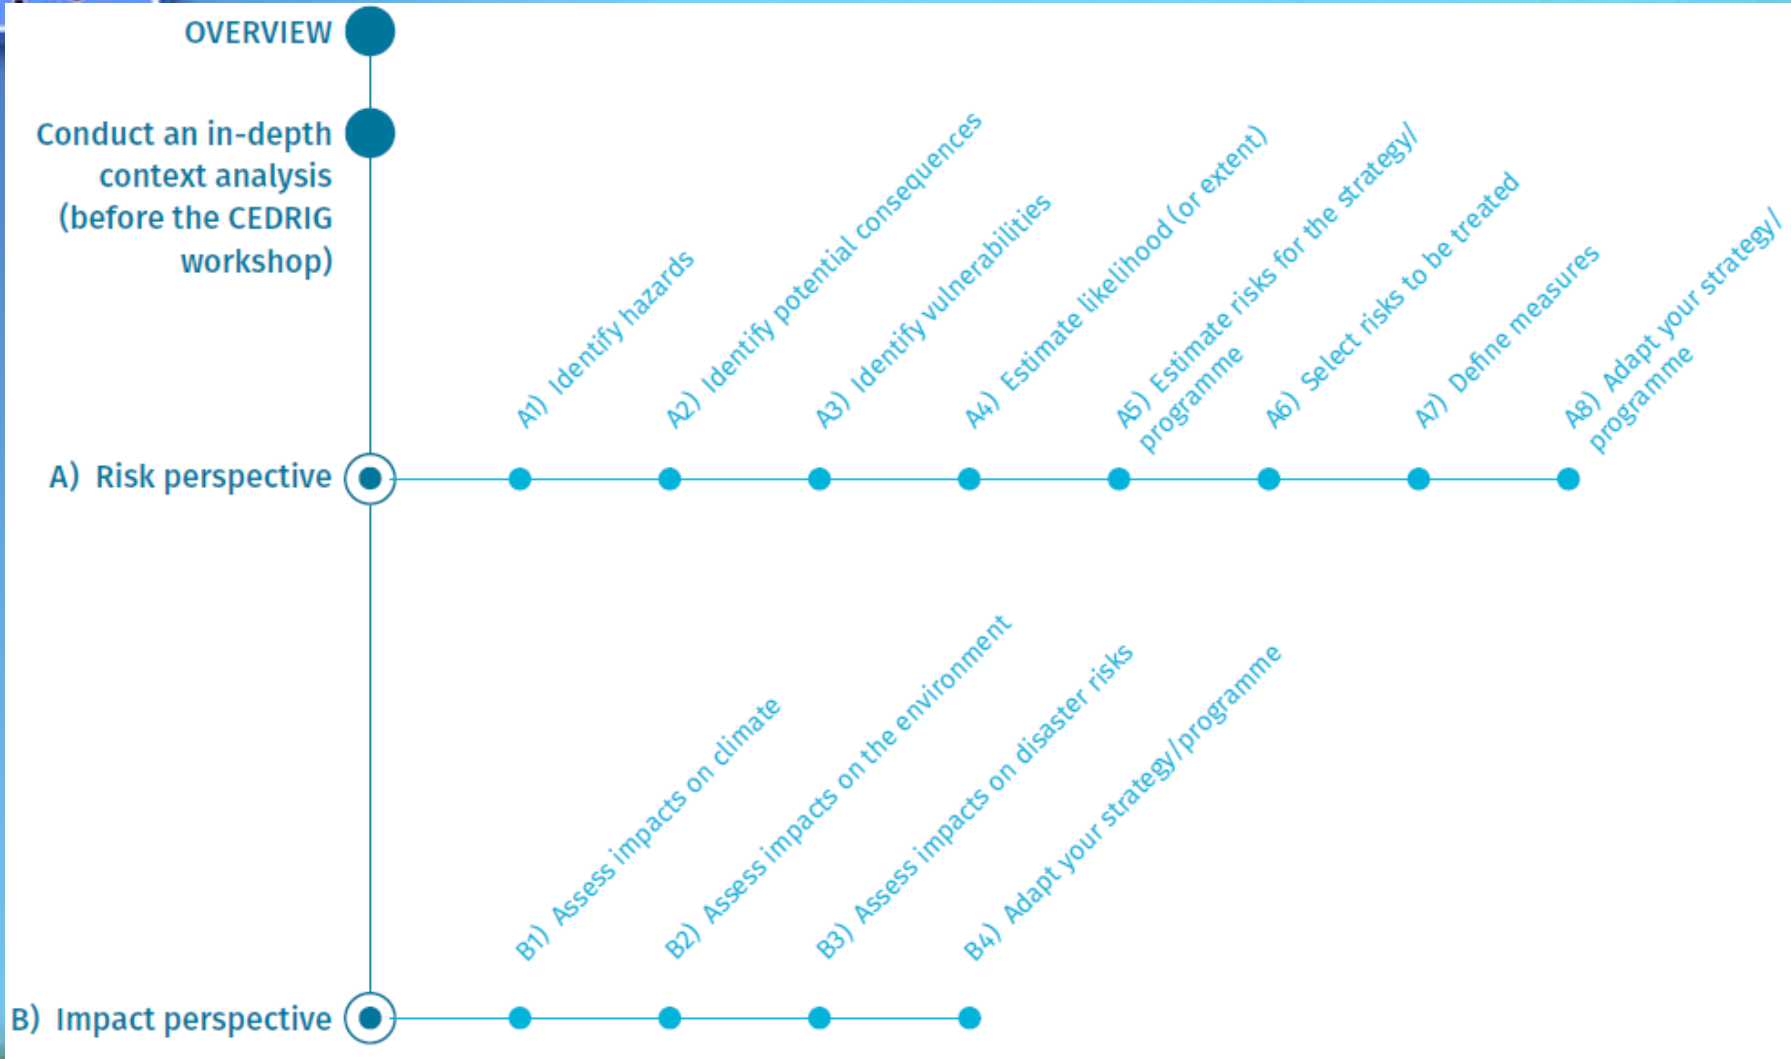 OVERVIEW
Conduct an in-depth
context analysis
(before the CEDRIG
workshop)
A) Risk perspective
A1) Identify hazards
A2) Identify potential consequences
A3) Identify vulnerabilities
A4) Estimate likelihood (or extent)
A5) Estimate risks for the strategy/
programme
A6) Select risks to be treated
A7) Define measures
A8) Adapt your strategy/
programme
B) Impact perspective
B1) Assess impacts on climate
B2) Assess impacts on the environment
B3) Assess impacts on disaster risks
B4) Adapt your strategy/programme